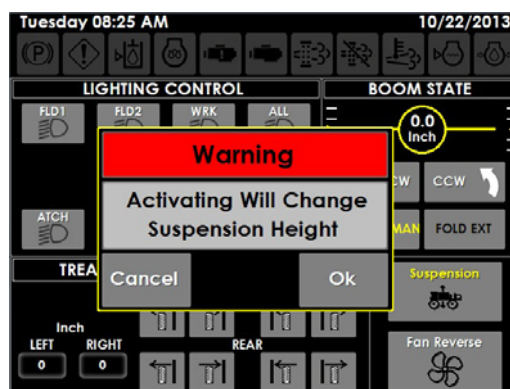 Tuesday 08:25 AM 10/22/2013
(P)
LIGHTING CONTROL
BOOM STATE
FLD1 FLD2 WRK ALL
0.0
Inch
Warning
Activating Will Change
Suspension Height
CW CCW
ATCH
MAN FOLD EXT
Cancel Ok
TREA
Suspension
Inch
LEFT RIGHT REAR
0 0
Fan Reverse